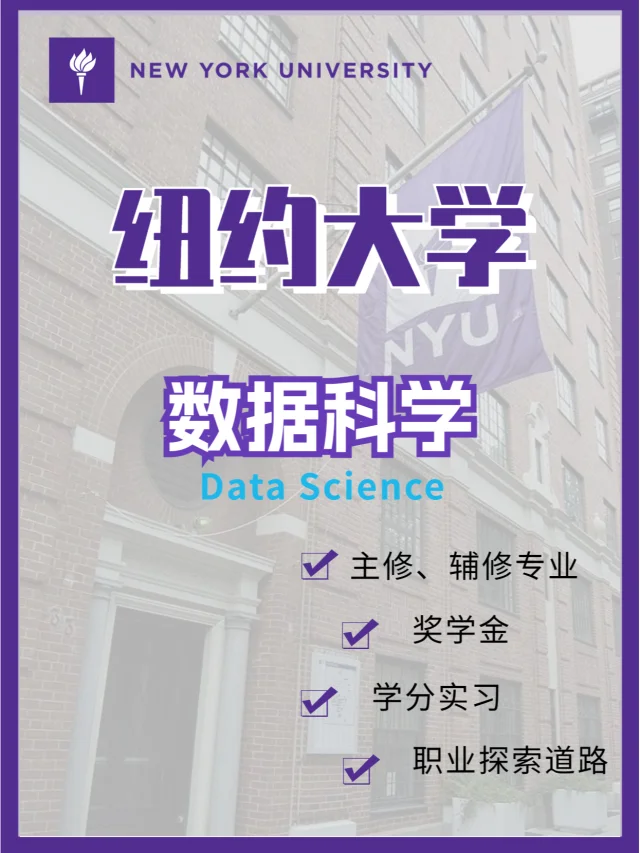 NEW YORK UNIVERSITY
纽约大学
NYU
数据科学
Data Science
主修、辅修专业
奖学金
学分实习
职业探索道路